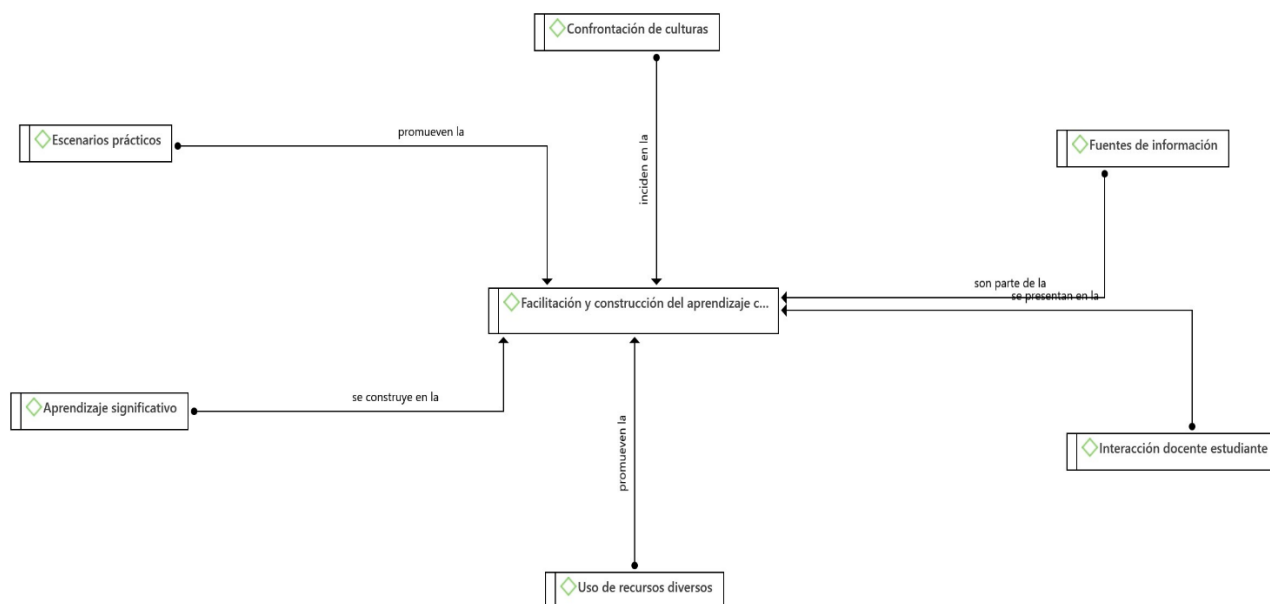 Confrontación de culturas
Escenarios prácticos
promueven la
inciden en la
Fuentes de información
son parte de la
se presentan en la
Facilitación y construcción del aprendizaje c...
Aprendizaje significativo
se construye en la
promueven la
Interacción docente estudiante
Uso de recursos diversos